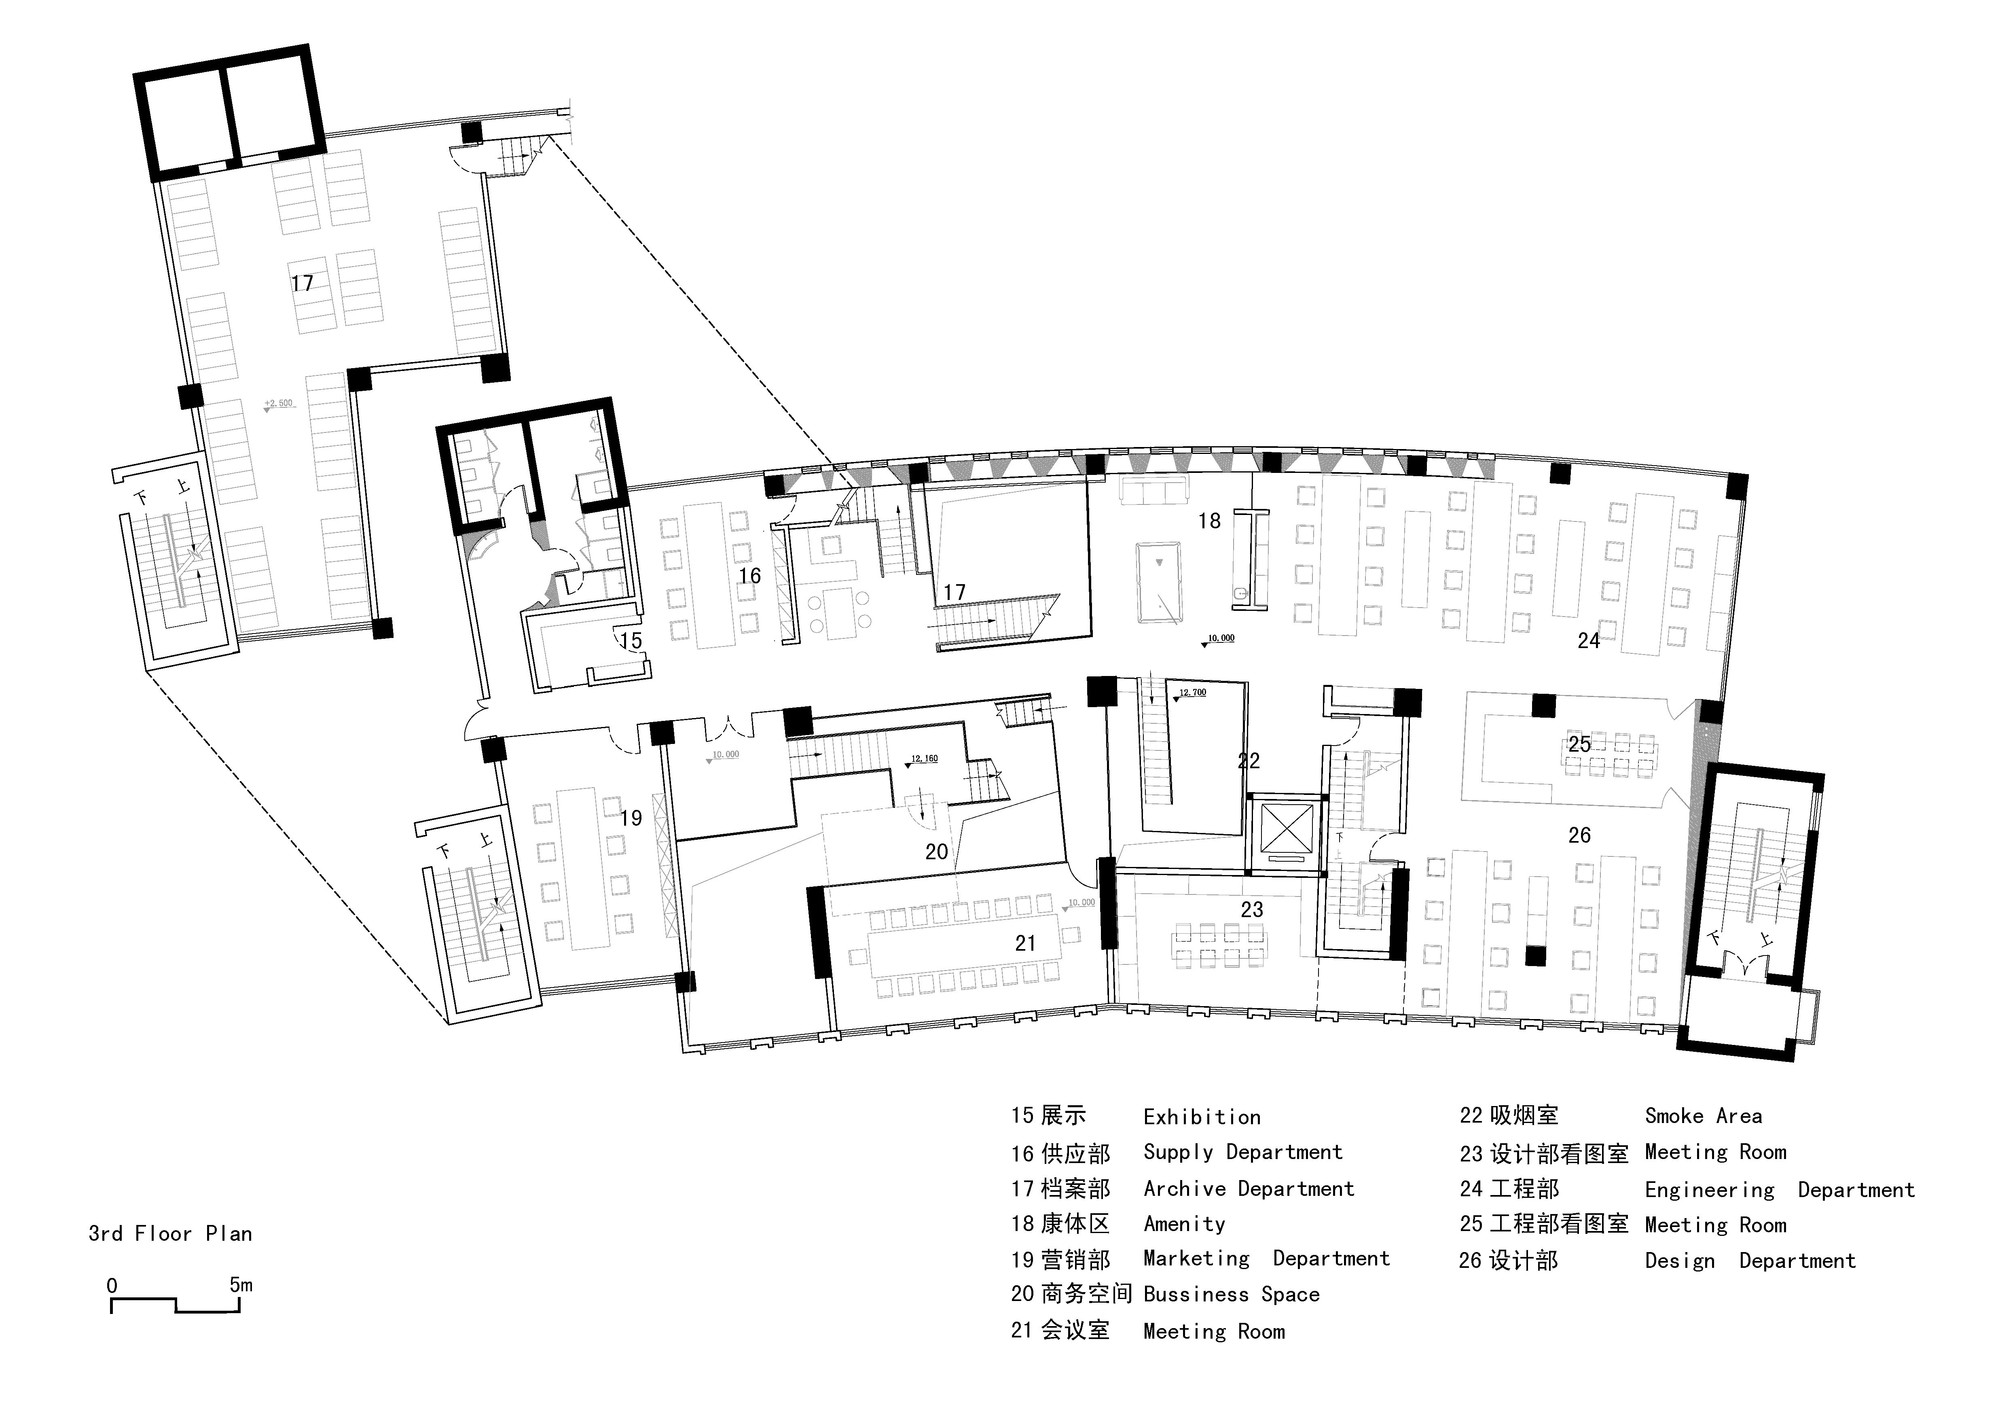 17
+2.500
下 上
18
16
17
15
10.000
24
12.700
10.000
12.160
22
25
19
下 上
20
26
下
上
10.000
23
21
下 上
15 展示 Exhibition
16 供应部 Supply Department
17 档案部 Archive Department
18 康体区 Amenity
19 营销部 Marketing Department
20 商务空间 Bussiness Space
21 会议室 Meeting Room
22 吸烟室 Smoke Area
23 设计部看图室 Meeting Room
24 工程部 Engineering Department
25 工程部看图室 Meeting Room
26 设计部 Design Department
3rd Floor Plan
0 5m